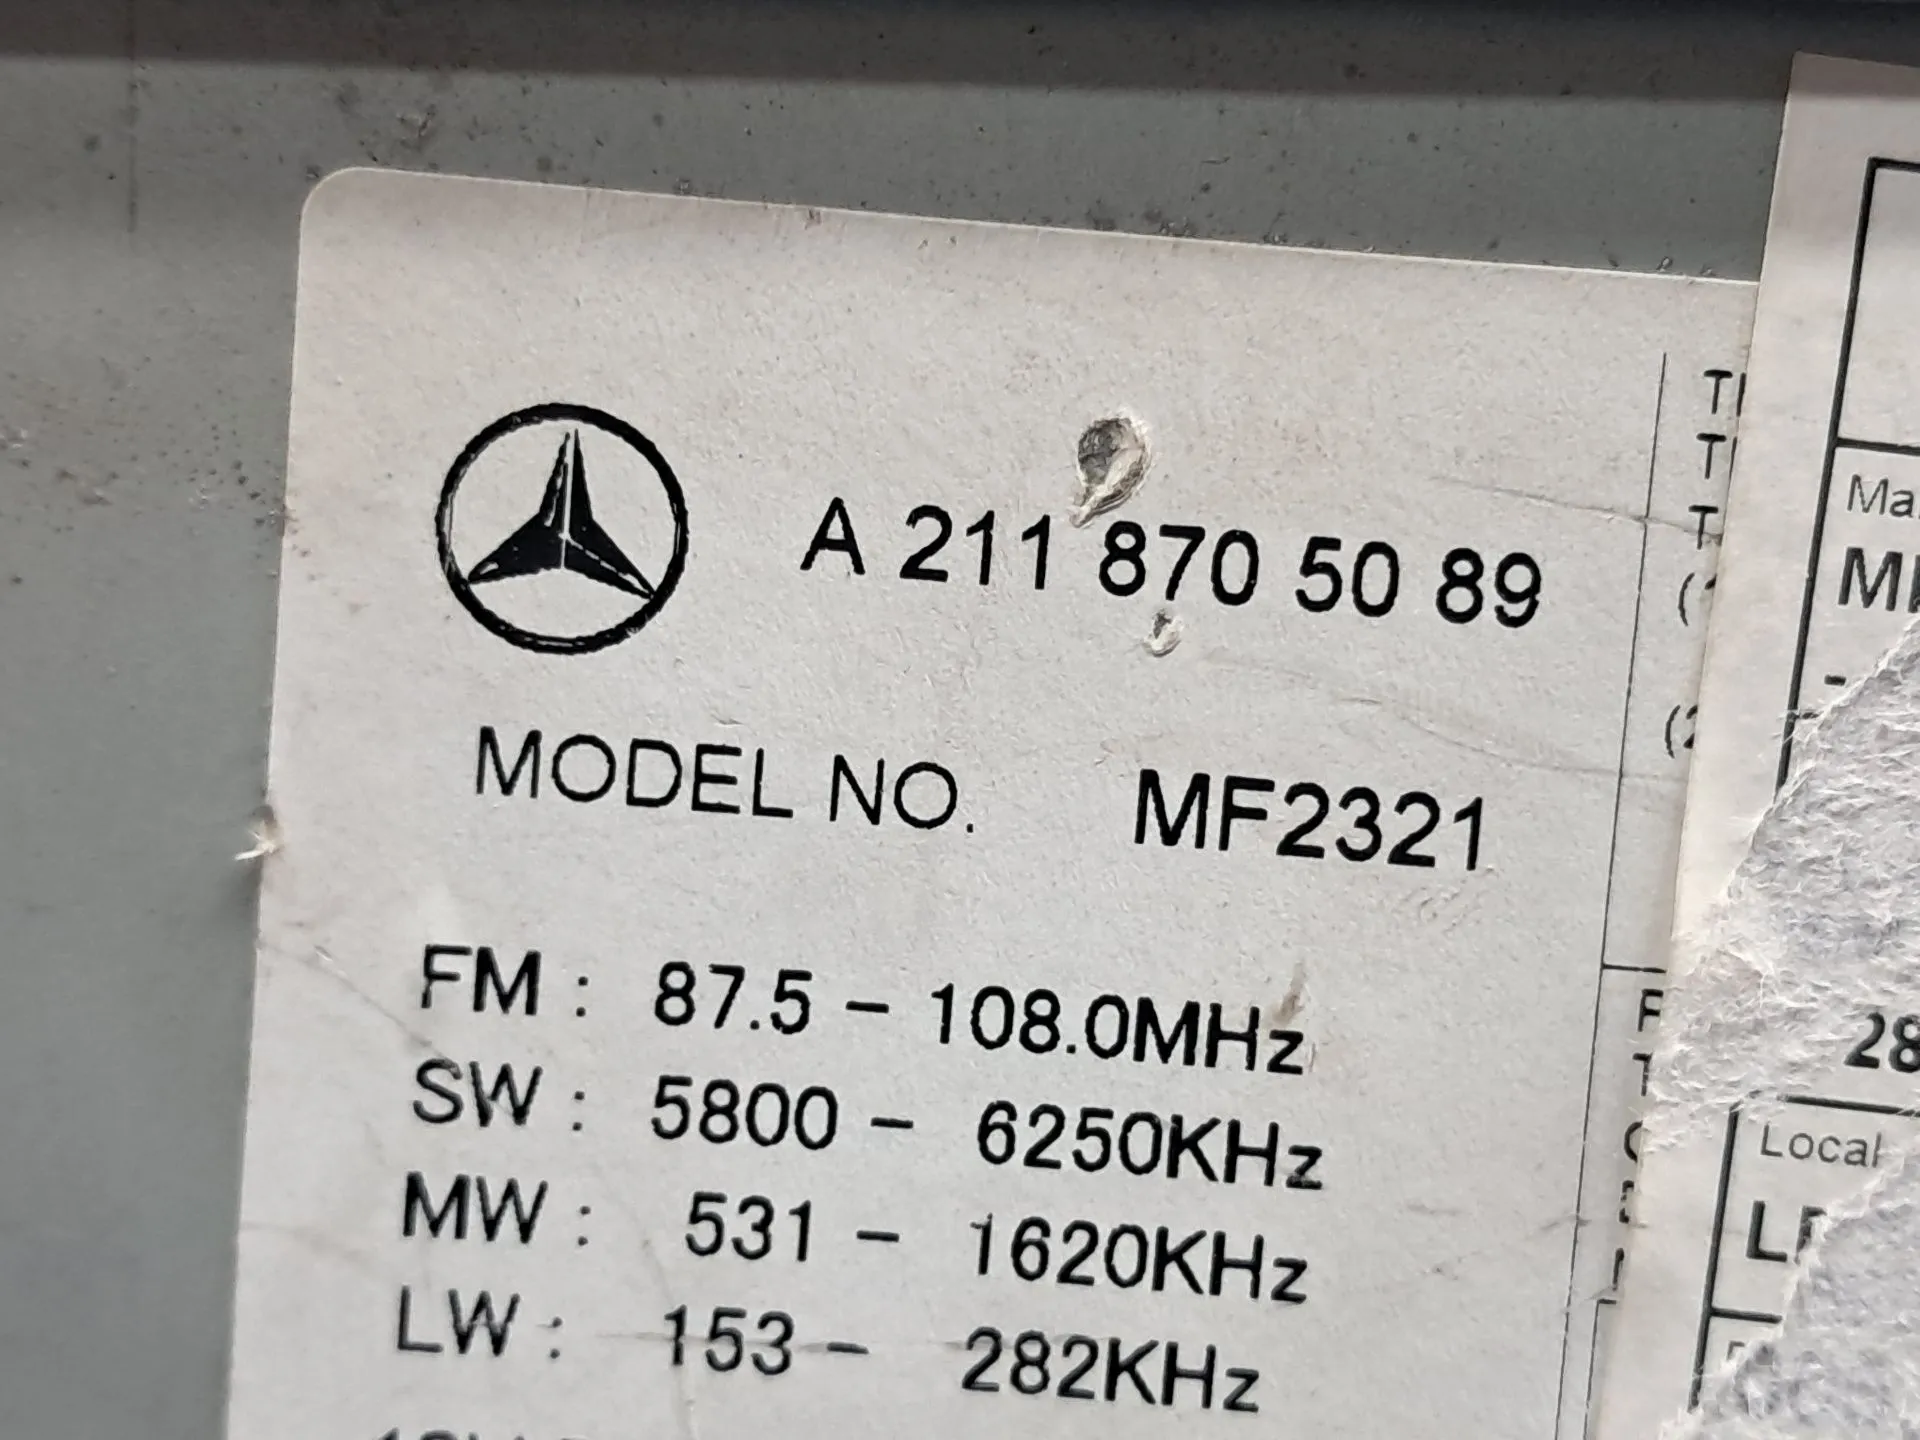 A 211 870 50 89
MODEL NO. MF2321
FM : 87.5 – 108.0MHz
SW : 5800 – 6250KHz
MW : 531 – 1620KHz
LW : 153 – 282KHz
28
Local